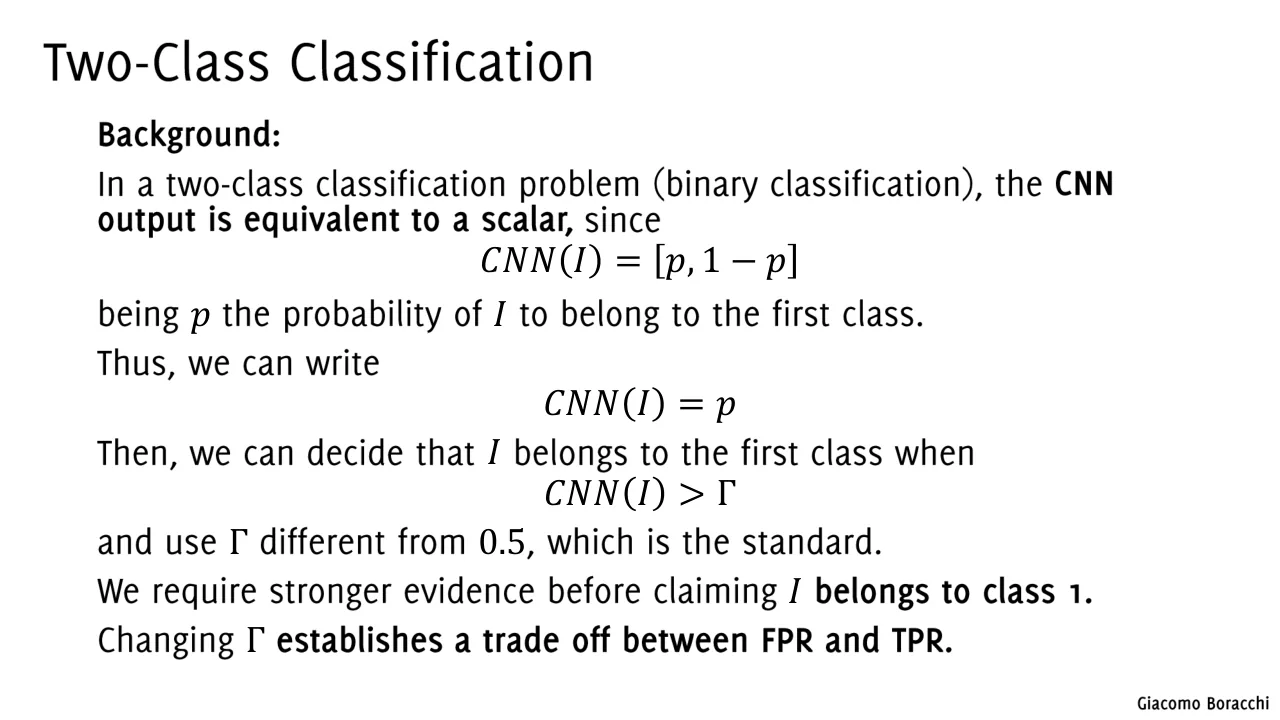 Two-Class Classification
Background:
In a two-class classification problem (binary classification), the CNN
output is equivalent to a scalar, since
CNN(I) = [p, 1 − p]
being p the probability of I to belong to the first class.
Thus, we can write
CNN(I) = p
Then, we can decide that I belongs to the first class when
CNN(I) > Γ
and use Γ different from 0.5, which is the standard.
We require stronger evidence before claiming I belongs to class 1.
Changing Γ establishes a trade off between FPR and TPR.
Giacomo Boracchi